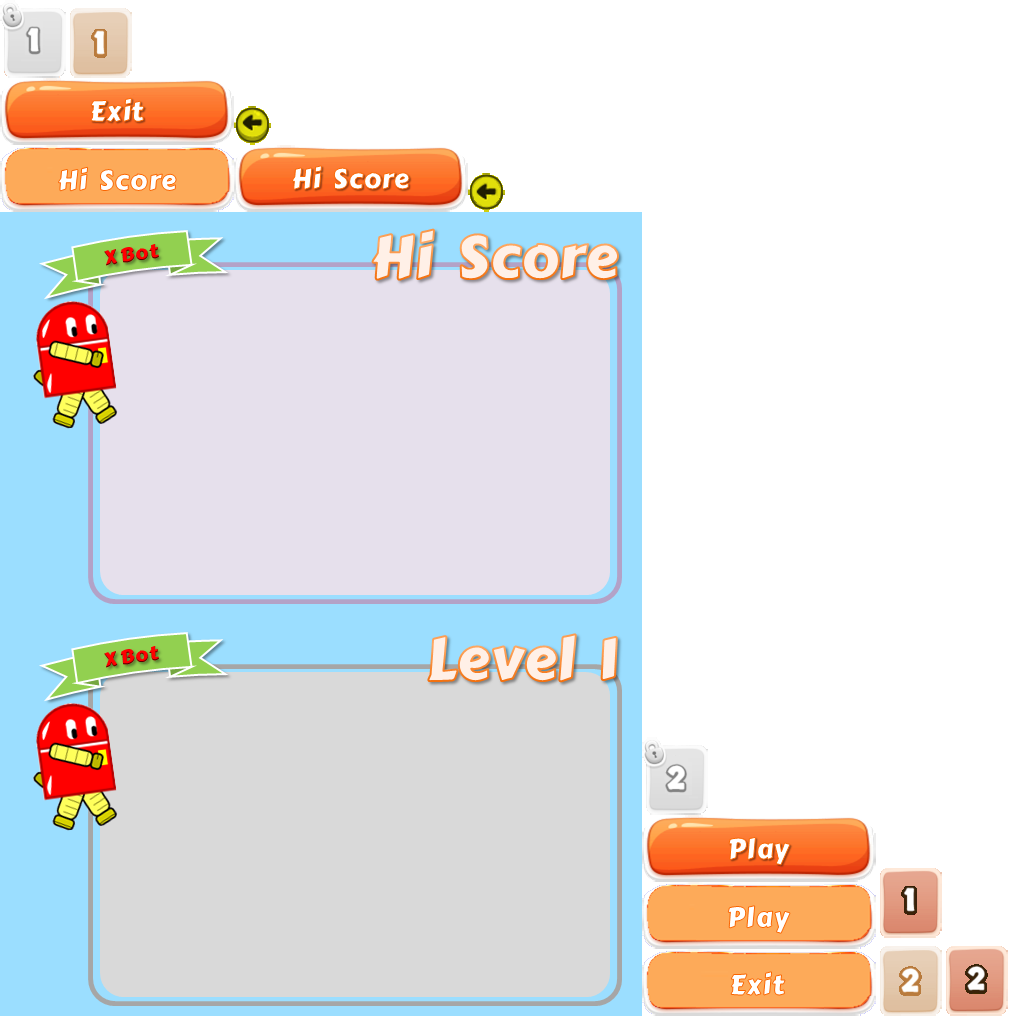 1 1
Exit
Hi Score Hi Score
X Bot
Hi Score
X Bot
Level 1
2
Play
1
Play
Exit 2 2